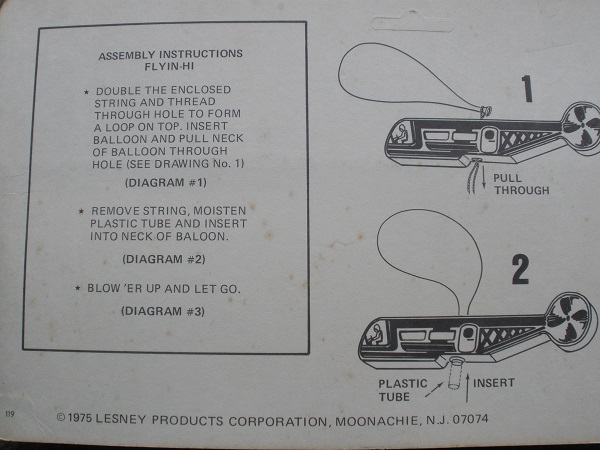 ASSEMBLY INSTRUCTIONS
FLYIN-HI
★ DOUBLE THE ENCLOSED
STRING AND THREAD
THROUGH HOLE TO FORM
A LOOP ON TOP. INSERT
BALLOON AND PULL NECK
OF BALLOON THROUGH
HOLE (SEE DRAWING No. 1)
(DIAGRAM #1)
★ REMOVE STRING, MOISTEN
PLASTIC TUBE AND INSERT
INTO NECK OF BALOON.
(DIAGRAM #2)
★ BLOW 'ER UP AND LET GO.
(DIAGRAM #3)
1
PULL
THROUGH
2
PLASTIC
TUBE
INSERT
119
© 1975 LESNEY PRODUCTS CORPORATION, MOONACHIE, N.J. 07074